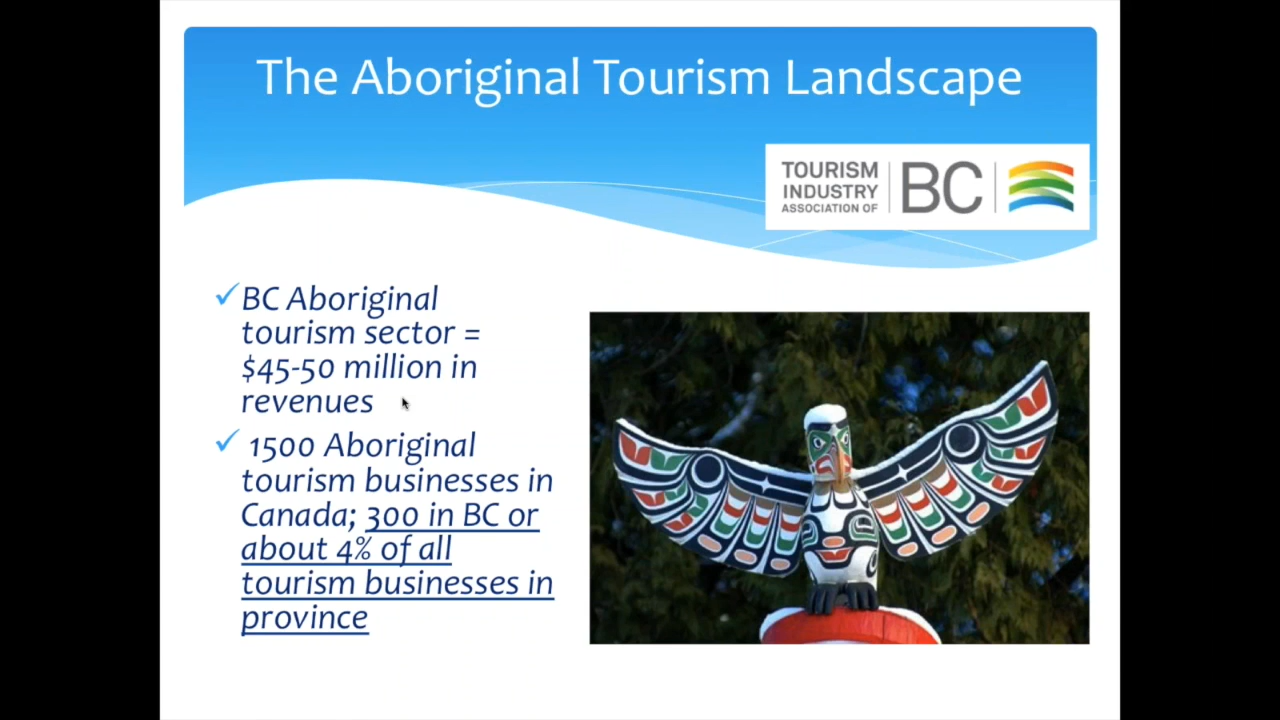 The Aboriginal Tourism Landscape
TOURISM
INDUSTRY
ASSOCIATION OF
BC
BC Aboriginal
tourism sector =
$45-50 million in
revenues
1500 Aboriginal
tourism businesses in
Canada; 300 in BC or
about 4% of all
tourism businesses in
province